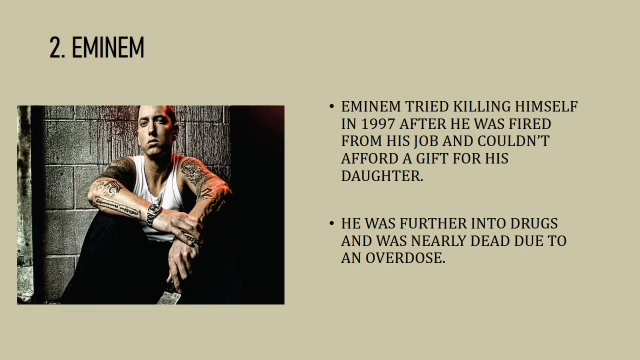 2. EMINEM
• EMINEM TRIED KILLING HIMSELF
IN 1997 AFTER HE WAS FIRED
FROM HIS JOB AND COULDN'T
AFFORD A GIFT FOR HIS
DAUGHTER.
• HE WAS FURTHER INTO DRUGS
AND WAS NEARLY DEAD DUE TO
AN OVERDOSE.